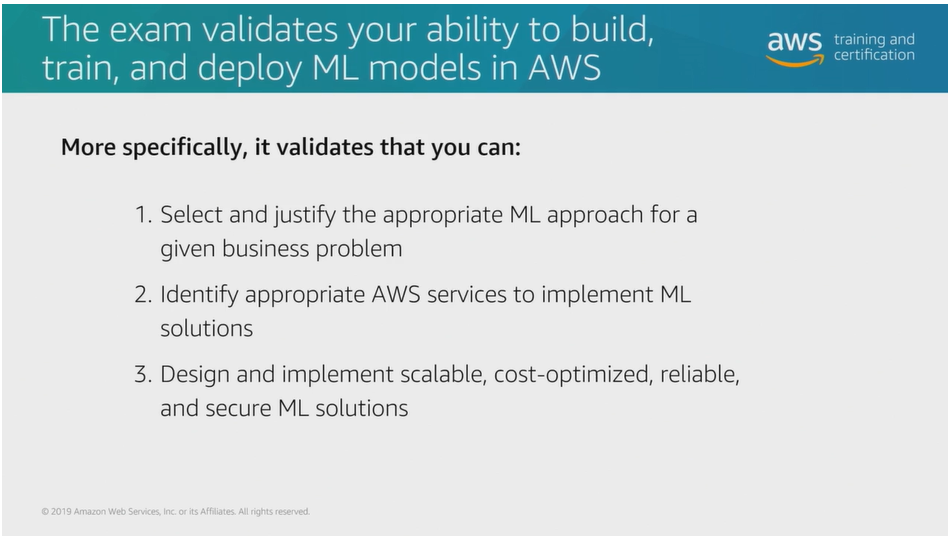 The exam validates your ability to build,
train, and deploy ML models in AWS
aws training and
certification
More specifically, it validates that you can:
1. Select and justify the appropriate ML approach for a
given business problem
2. Identify appropriate AWS services to implement ML
solutions
3. Design and implement scalable, cost-optimized, reliable,
and secure ML solutions
© 2019 Amazon Web Services, Inc. or its Affiliates. All rights reserved.